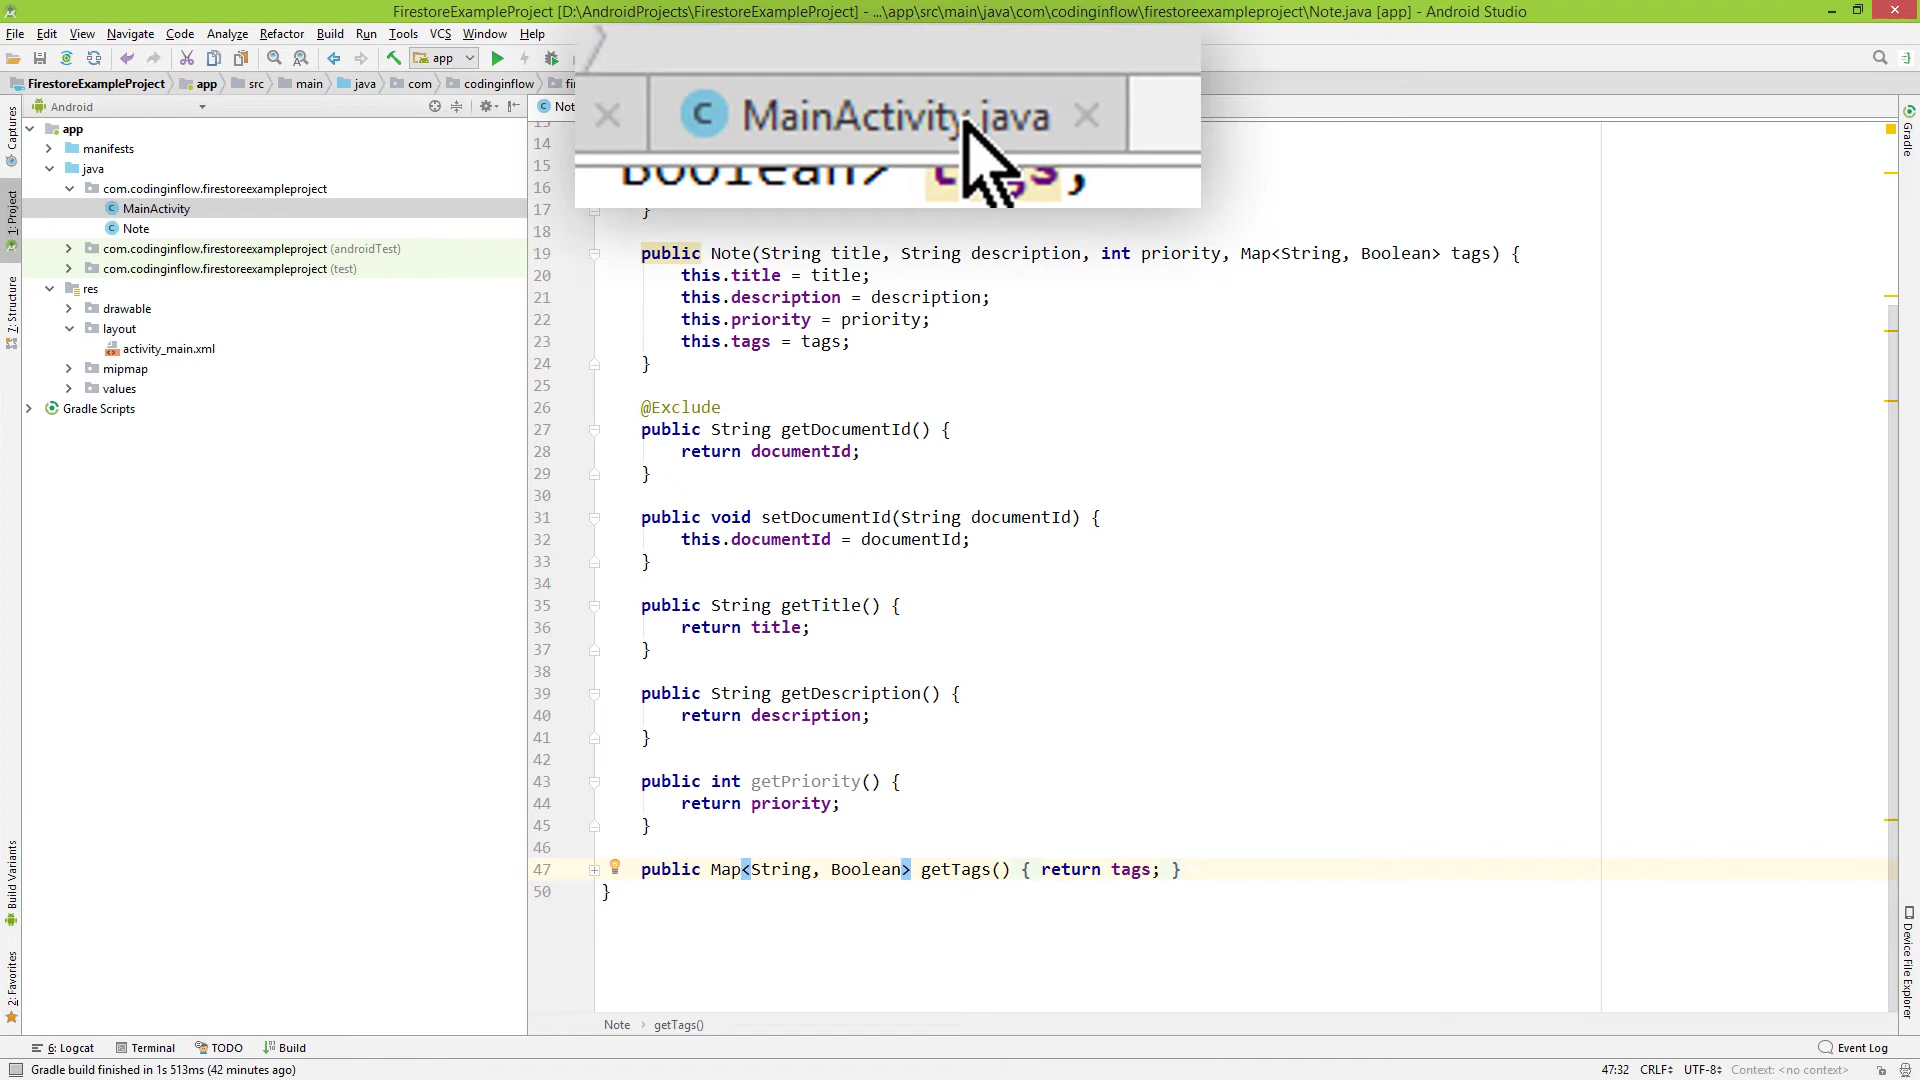 FirestoreExampleProject [D:\AndroidProjects\FirestoreExampleProject] - ...\app\src\main\java\com\codinginflow\firestoreexampleproject\Note.java [app] - Android Studio
File Edit View Navigate Code Analyze Refactor Build Run Tools VCS Window Help
app
FirestoreExampleProject app src main java com codinginflow
Android
MainActivity.java
Boolean> tags;
1: Project
Captures
7: Structure
Build Variants
2: Favorites
app
manifests
java
com.codinginflow.firestoreexampleproject
MainActivity
Note
com.codinginflow.firestoreexampleproject (androidTest)
com.codinginflow.firestoreexampleproject (test)
res
drawable
layout
activity_main.xml
mipmap
values
Gradle Scripts
14
15
16
17 }
18
19 public Note(String title, String description, int priority, Map<String, Boolean> tags) {
20 this.title = title;
21 this.description = description;
22 this.priority = priority;
23 this.tags = tags;
24 }
25
26 @Exclude
27 public String getDocumentId() {
28 return documentId;
29 }
30
31 public void setDocumentId(String documentId) {
32 this.documentId = documentId;
33 }
34
35 public String getTitle() {
36 return title;
37 }
38
39 public String getDescription() {
40 return description;
41 }
42
43 public int getPriority() {
44 return priority;
45 }
46
47 public Map<String, Boolean> getTags() { return tags; }
50 }
Note getTags()
Gradle
Device File Explorer
6: Logcat Terminal TODO Build Event Log
Gradle build finished in 1s 513ms (42 minutes ago) 47:32 CRLF UTF-8 Context: <no context>